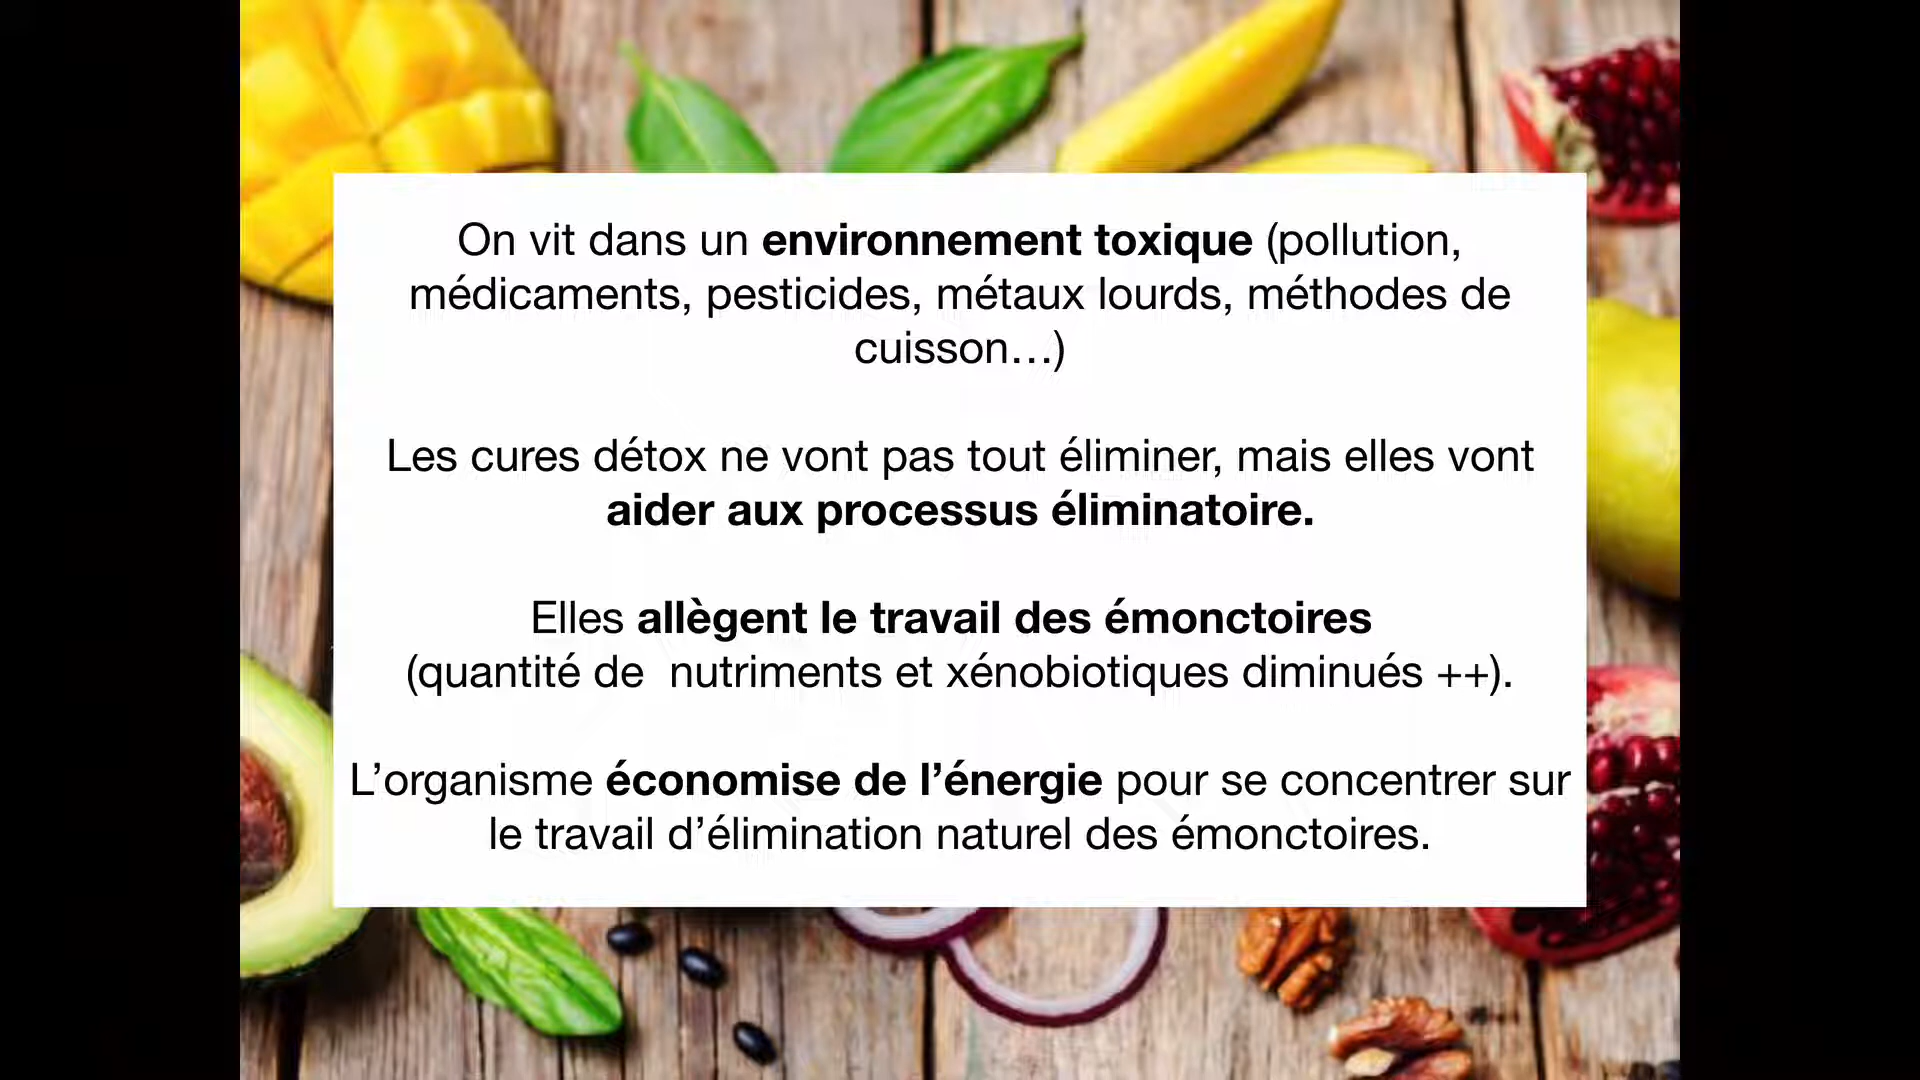 On vit dans un environnement toxique (pollution,
médicaments, pesticides, métaux lourds, méthodes de
cuisson…)
Les cures détox ne vont pas tout éliminer, mais elles vont
aider aux processus éliminatoire.
Elles allègent le travail des émonctoires
(quantité de  nutriments et xénobiotiques diminués ++).
L’organisme économise de l’énergie pour se concentrer sur
le travail d’élimination naturel des émonctoires.